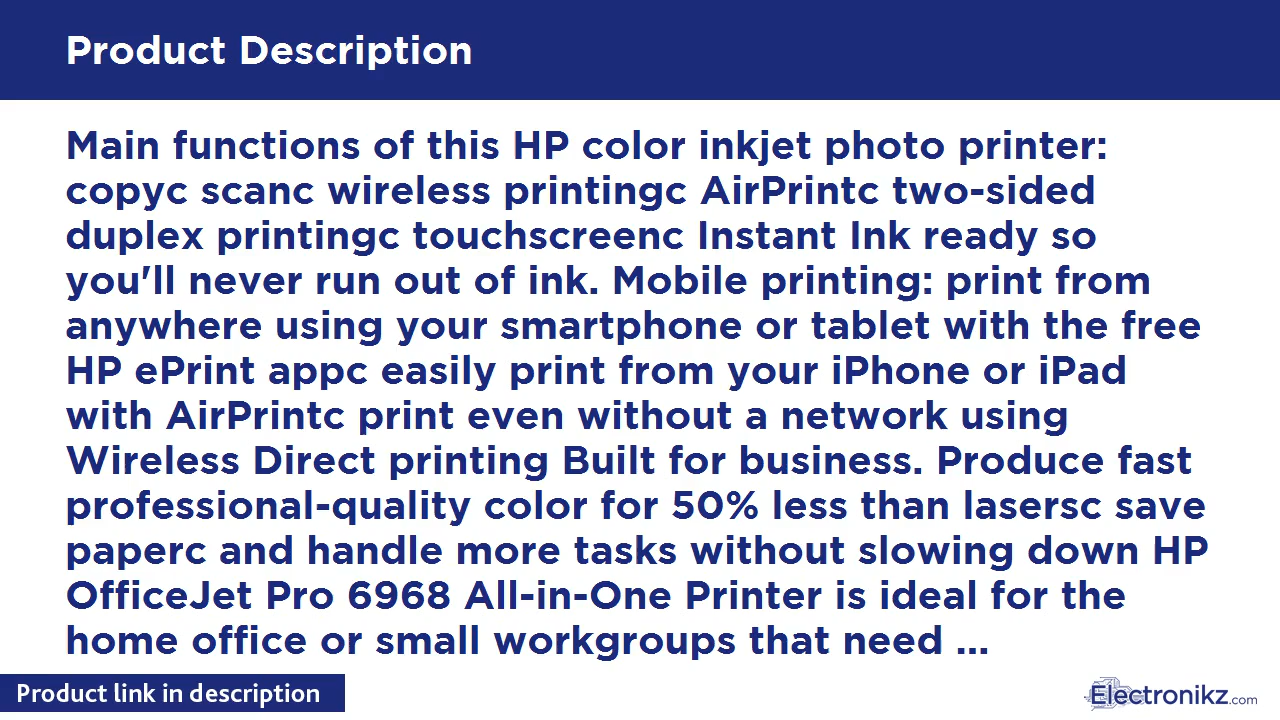 Product Description
Main functions of this HP color inkjet photo printer:
copyc scanc wireless printingc AirPrintc two-sided
duplex printingc touchscreenc Instant Ink ready so
you'll never run out of ink. Mobile printing: print from
anywhere using your smartphone or tablet with the free
HP ePrint appc easily print from your iPhone or iPad
with AirPrintc print even without a network using
Wireless Direct printing Built for business. Produce fast
professional-quality color for 50% less than lasersc save
paperc and handle more tasks without slowing down HP
OfficeJet Pro 6968 All-in-One Printer is ideal for the
home office or small workgroups that need ...
Product link in description
Electronikz.com